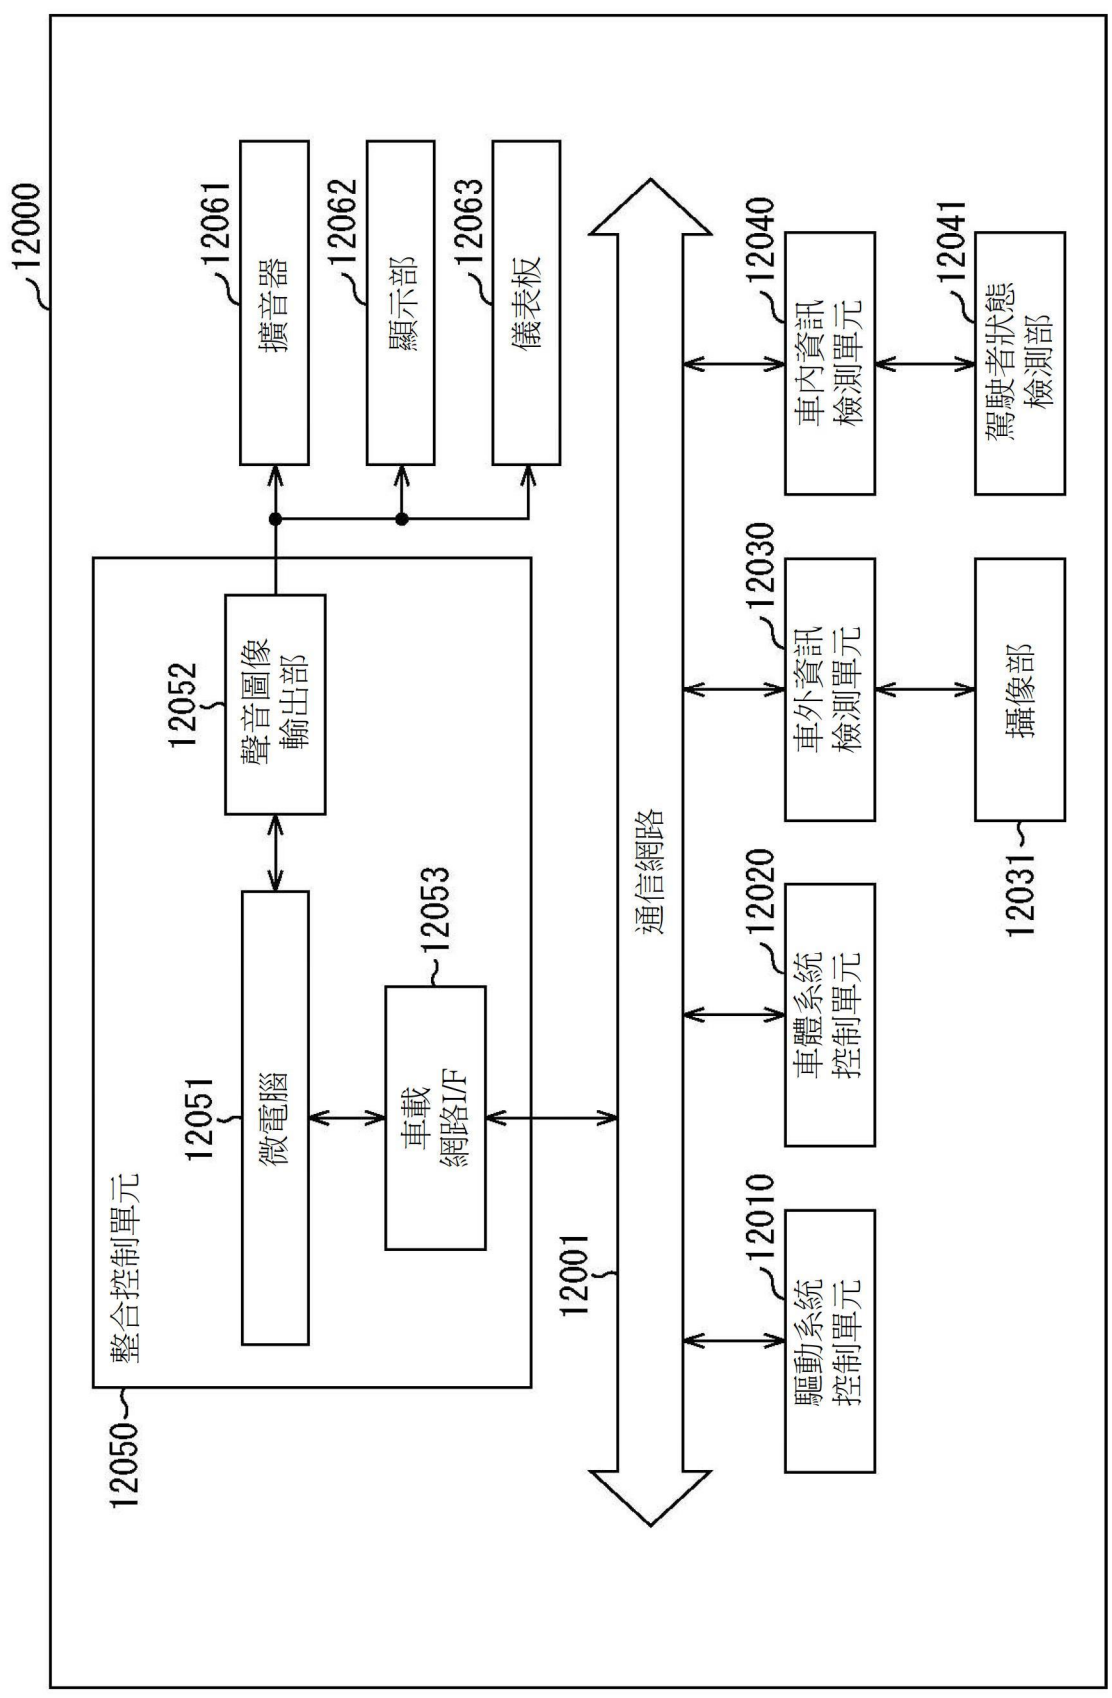 12000
12050
整合控制單元
12051
微電腦
12052
聲音圖像
輸出部
12053
車載
網路I/F
12061
擴音器
12062
顯示部
12063
儀表板
12001
通信網路
12010
驅動系統
控制單元
12020
車體系統
控制單元
12030
車外資訊
檢測單元
12040
車內資訊
檢測單元
12031
攝像部
12041
駕駛者狀態
檢測部